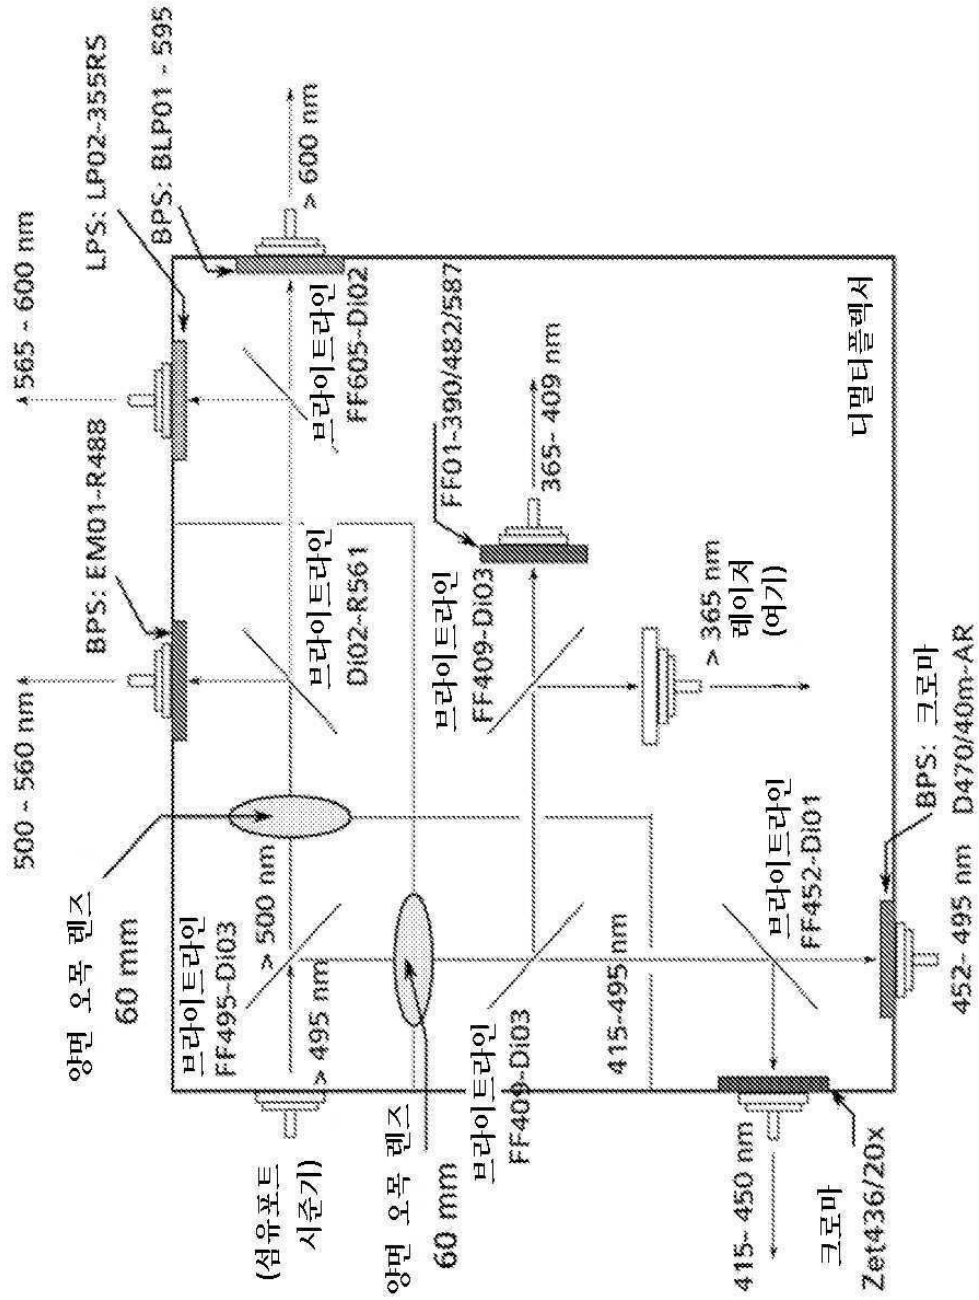 500 - 560 nm
565 - 600 nm
양면 오목 렌즈
60 mm
BPS: EM01-R488
LPS: LP02-355RS
BPS: BLP01 - 595
브라이트라인
FF495-Di03
> 500 nm
(섬유포트
시준기)
> 495 nm
브라이트라인
Di02-R561
브라이트라인
FF605-Di02
> 600 nm
양면 오목 렌즈
60 mm
브라이트라인
FF409-Di03
브라이트라인
FF409-Di03
FF01-390/482/587
365- 409 nm
415-495 nm
> 365 nm
레이저
(여기)
415- 450 nm
브라이트라인
FF452-Di01
크로마
Zet436/20x
디멀티플렉서
BPS: 크로마
D470/40m-AR
452- 495 nm